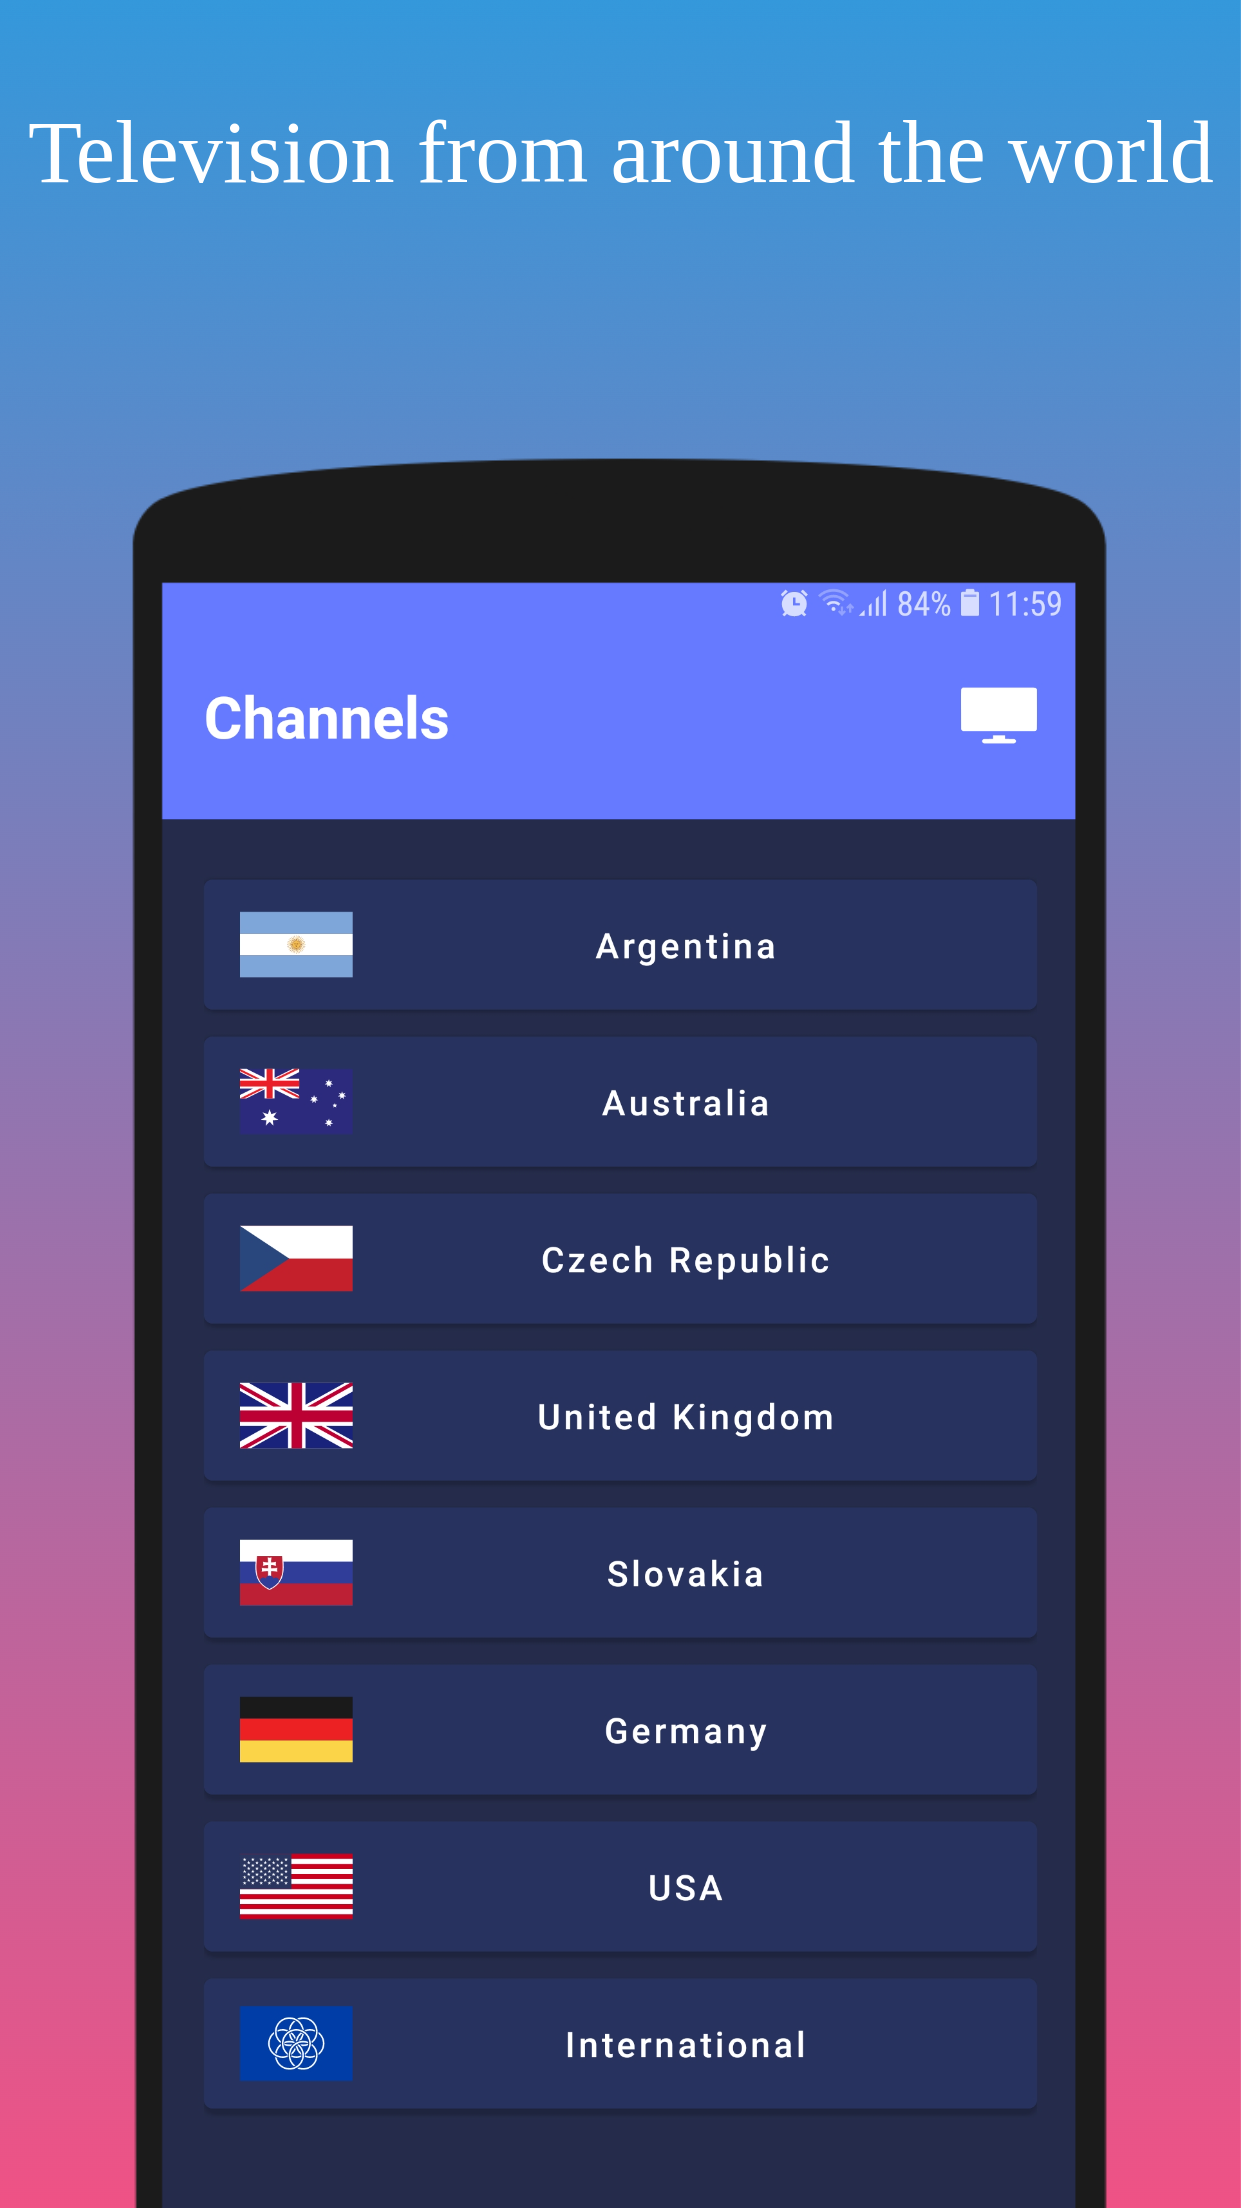 Television from around the world
84% 11:59
Channels
Argentina
Australia
Czech Republic
United Kingdom
Slovakia
Germany
USA
International